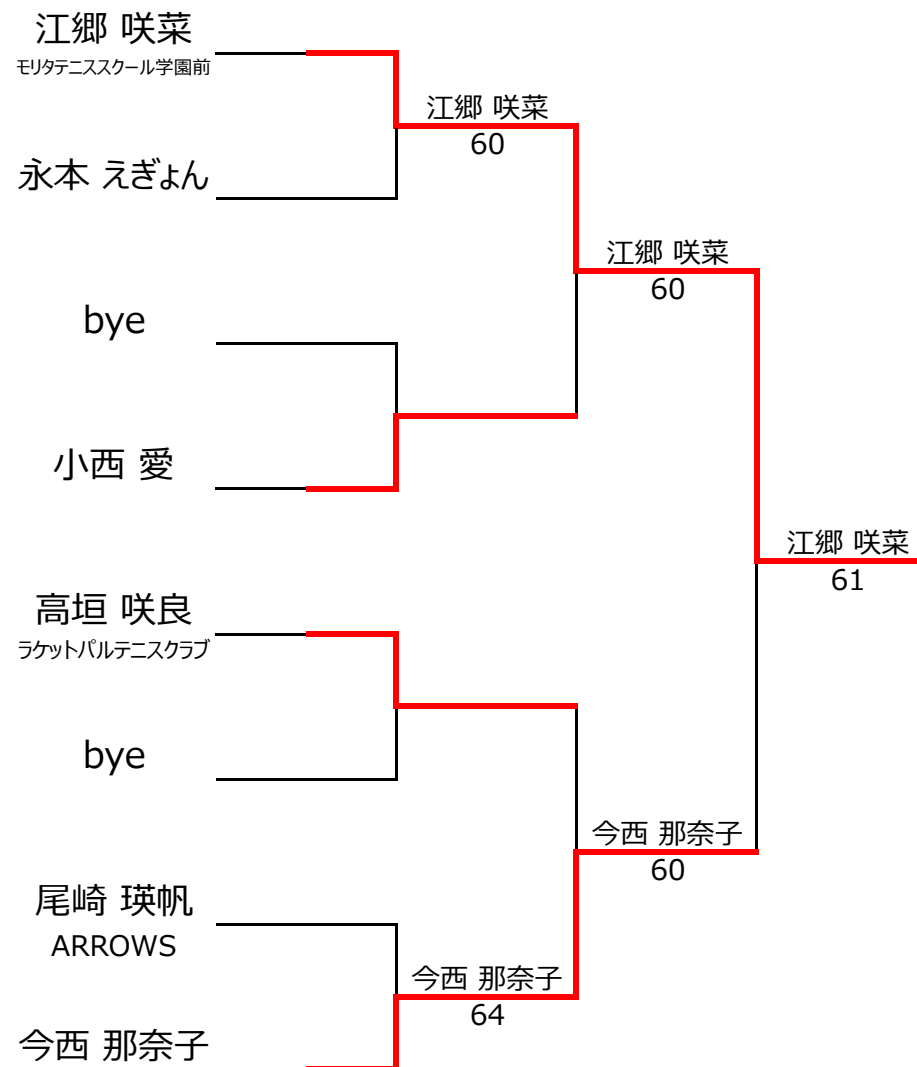 江郷 咲菜
モリタテニススクール学園前
江郷 咲菜
60
永本 えぎょん
江郷 咲菜
60
bye
小西 愛
江郷 咲菜
61
高垣 咲良
ラケットパルテニスクラブ
bye
今西 那奈子
60
尾崎 瑛帆
ARROWS
今西 那奈子
64
今西 那奈子